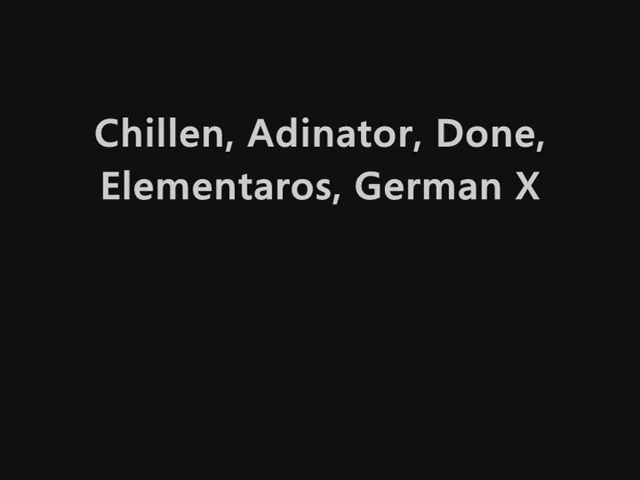 Chillen, Adinator, Done,
Elementaros, German X